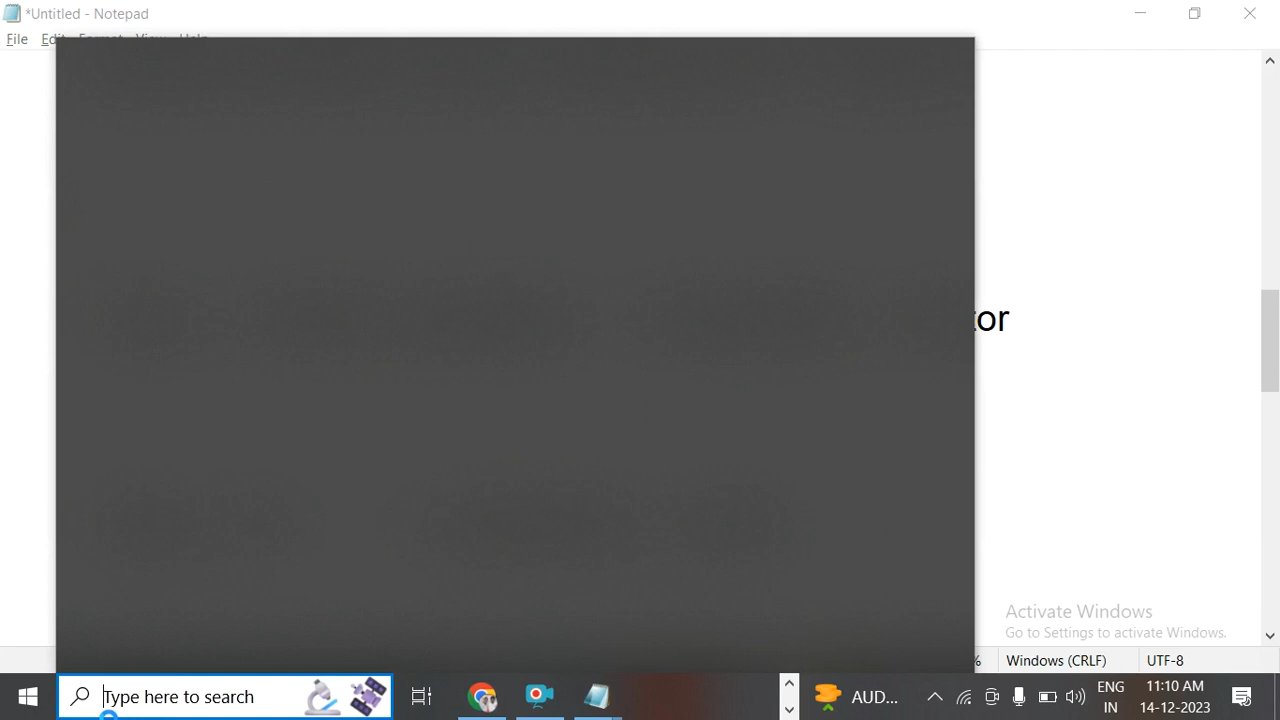 *Untitled - Notepad
File
tor
Activate Windows
Go to Settings to activate Windows.
% Windows (CRLF) UTF-8
Type here to search
AUD...
ENG
IN
11:10 AM
14-12-2023